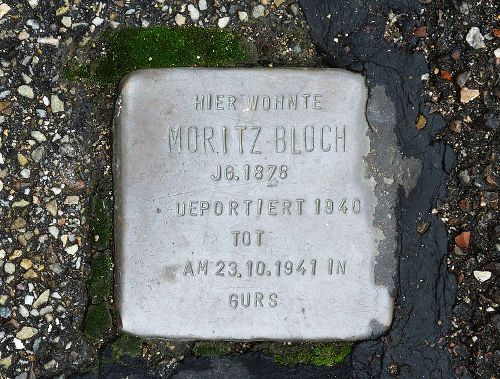 HIER WOHNTE
MORITZ BLOCH
JG. 1878
DEPORTIERT 1940
TOT
AM 23.10.1941 IN
GURS